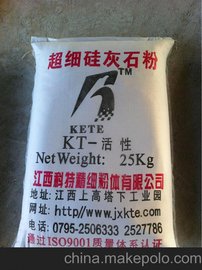 超细硅灰石粉
TM
KETE
KT-活性
NetWeight: 25Kg
江西科特精细粉体有限公司
地址:江西上高塔下工业园
网址:http//www.jxkte.com
电话:0795-2506333 2527786
通过ISO9001质量体系认证
china.makepolo.com